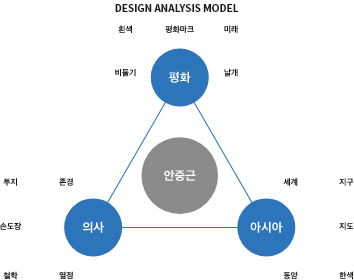 DESIGN ANALYSIS MODEL
흰색 평화마크 미래
비둘기 평화 날개
안중근
투지 존경 세계 지구
손도장 의사 아시아 지도
철학 열정 동양 한색